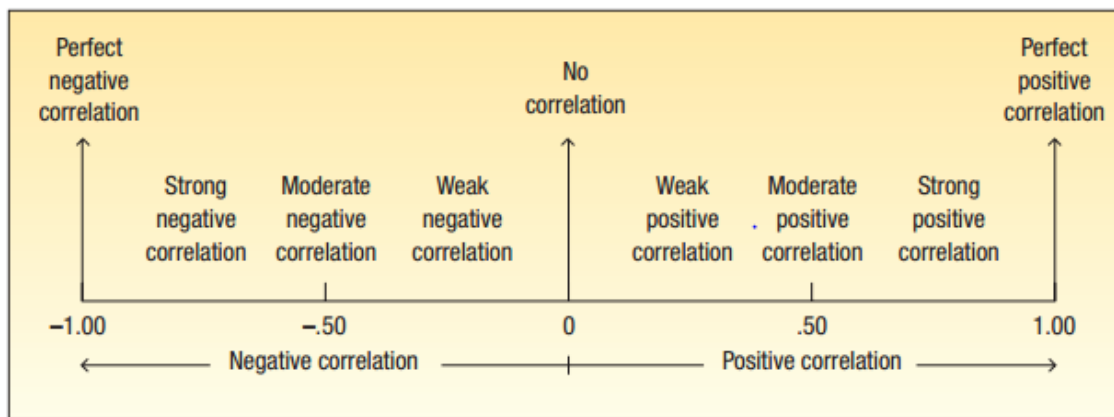 Perfect
negative
correlation
No
correlation
Perfect
positive
correlation
Strong
negative
correlation
Moderate
negative
correlation
Weak
negative
correlation
Weak
positive
correlation
Moderate
positive
correlation
Strong
positive
correlation
−1.00
−.50
0
.50
1.00
Negative correlation
Positive correlation